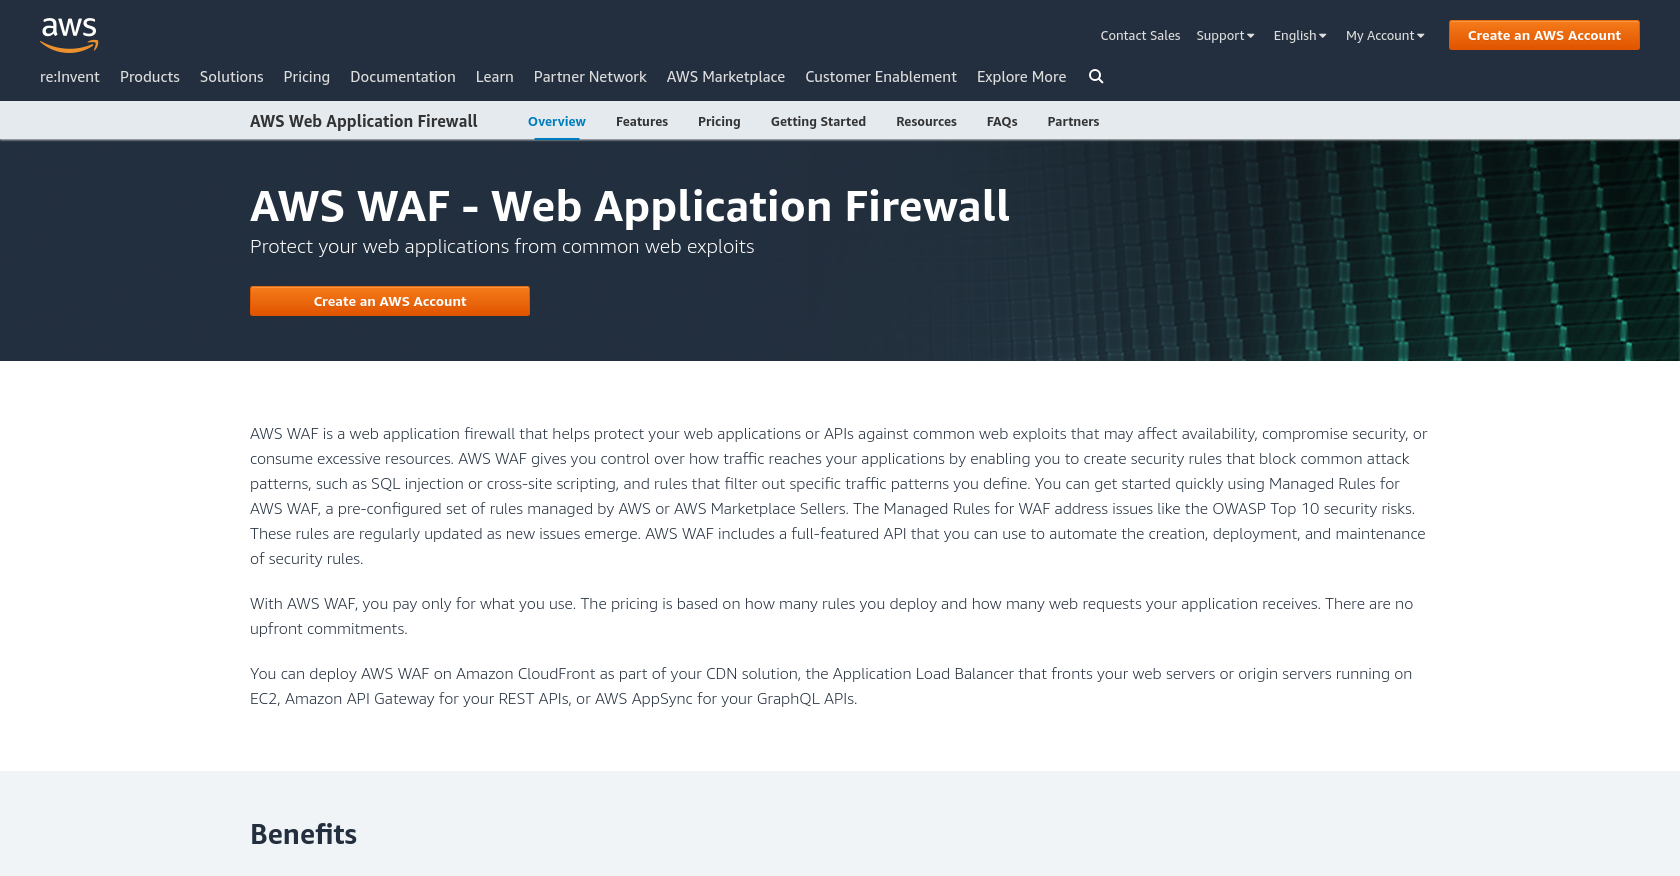 aws
Contact Sales Support English My Account Create an AWS Account
re:Invent Products Solutions Pricing Documentation Learn Partner Network AWS Marketplace Customer Enablement Explore More
AWS Web Application Firewall Overview Features Pricing Getting Started Resources FAQs Partners
AWS WAF - Web Application Firewall
Protect your web applications from common web exploits
Create an AWS Account
AWS WAF is a web application firewall that helps protect your web applications or APIs against common web exploits that may affect availability, compromise security, or
consume excessive resources. AWS WAF gives you control over how traffic reaches your applications by enabling you to create security rules that block common attack
patterns, such as SQL injection or cross-site scripting, and rules that filter out specific traffic patterns you define. You can get started quickly using Managed Rules for
AWS WAF, a pre-configured set of rules managed by AWS or AWS Marketplace Sellers. The Managed Rules for WAF address issues like the OWASP Top 10 security risks.
These rules are regularly updated as new issues emerge. AWS WAF includes a full-featured API that you can use to automate the creation, deployment, and maintenance
of security rules.
With AWS WAF, you pay only for what you use. The pricing is based on how many rules you deploy and how many web requests your application receives. There are no
upfront commitments.
You can deploy AWS WAF on Amazon CloudFront as part of your CDN solution, the Application Load Balancer that fronts your web servers or origin servers running on
EC2, Amazon API Gateway for your REST APIs, or AWS AppSync for your GraphQL APIs.
Benefits